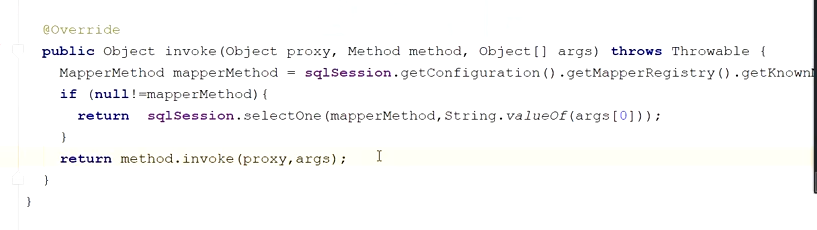 @Override
public Object invoke(Object proxy, Method method, Object[] args) throws Throwable {
MapperMethod mapperMethod = sqlSession.getConfiguration().getMapperRegistry().getKnown
if (null!=mapperMethod){
return  sqlSession.selectOne(mapperMethod,String.valueOf(args[0]));
}
return method.invoke(proxy,args);
}
}